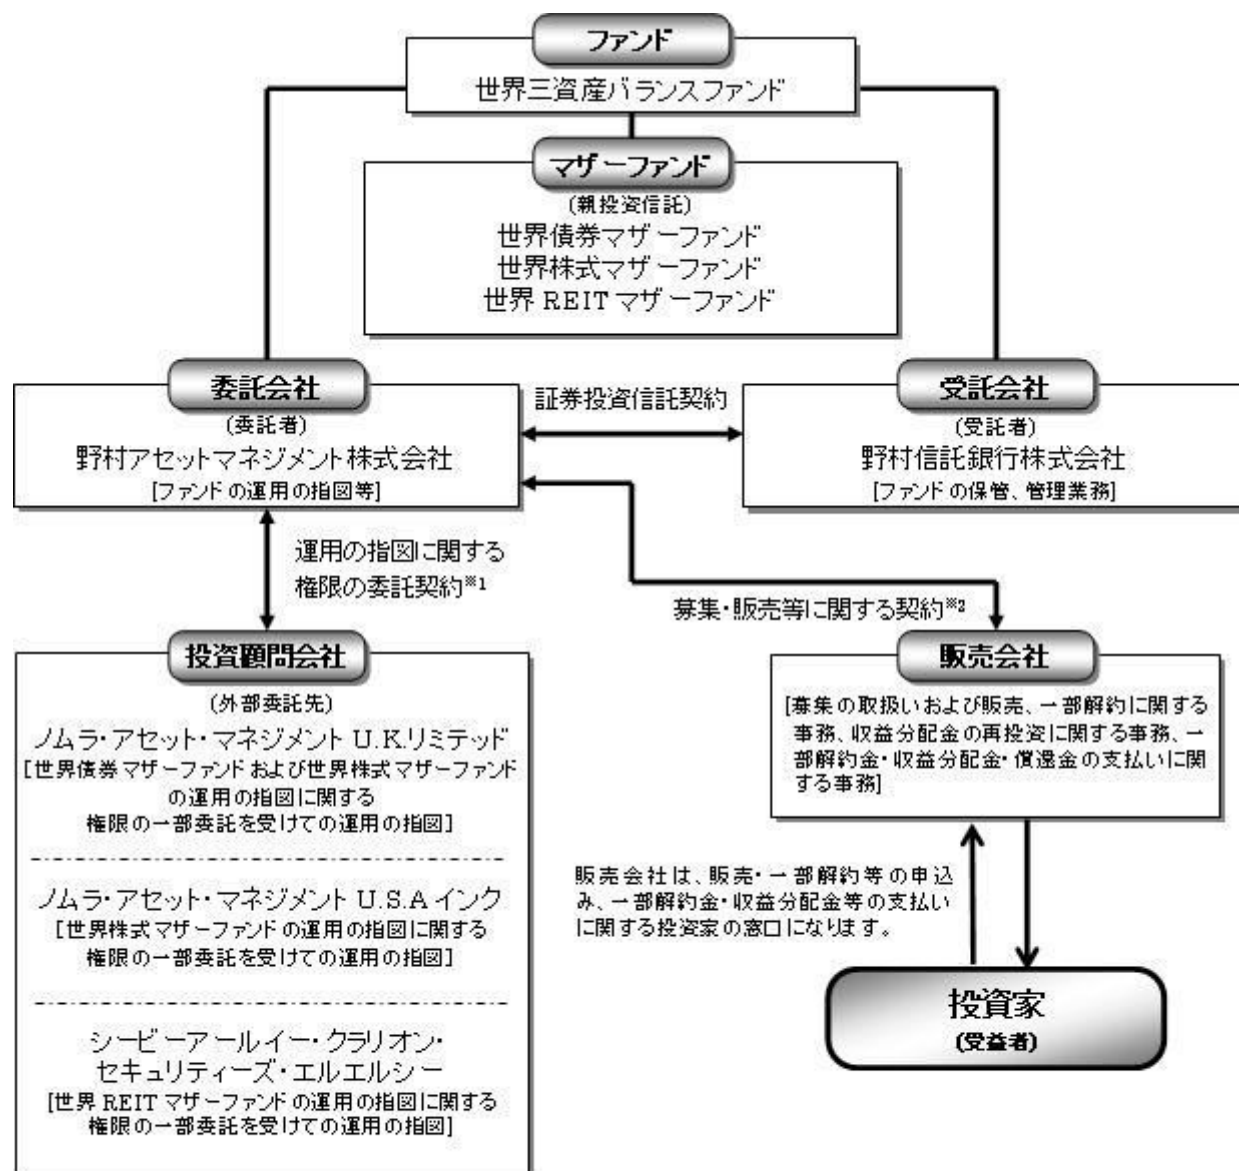 ファンド
世界三資産バランスファンド
マザーファンド
(親投資信託)
世界債券マザーファンド
世界株式マザーファンド
世界 REIT マザーファンド
委託会社
(委託者)
野村アセットマネジメント株式会社
[ファンドの運用の指図等]
証券投資信託契約
受託会社
(受託者)
野村信託銀行株式会社
[ファンドの保管、管理業務]
運用の指図に関する
権限の委託契約※1
募集・販売等に関する契約※2
投資顧問会社
(外部委託先)
ノムラ・アセット・マネジメント U.K.リミテッド
[世界債券マザーファンドおよび世界株式マザーファンド
の運用の指図に関する
権限の一部委託を受けての運用の指図]
ノムラ・アセット・マネジメント U.S.A インク
[世界株式マザーファンドの運用の指図に関する
権限の一部委託を受けての運用の指図]
シービーアールイー・クラリオン・
セキュリティーズ・エルエルシー
[世界 REIT マザーファンドの運用の指図に関する
権限の一部委託を受けての運用の指図]
販売会社
[募集の取扱いおよび販売、一部解約に関する
事務、収益分配金の再投資に関する事務、一
部解約金・収益分配金・償還金の支払いに関
する事務]
販売会社は、販売・一部解約等の申込
み、一部解約金・収益分配金等の支払い
に関する投資家の窓口になります。
投資家
(受益者)